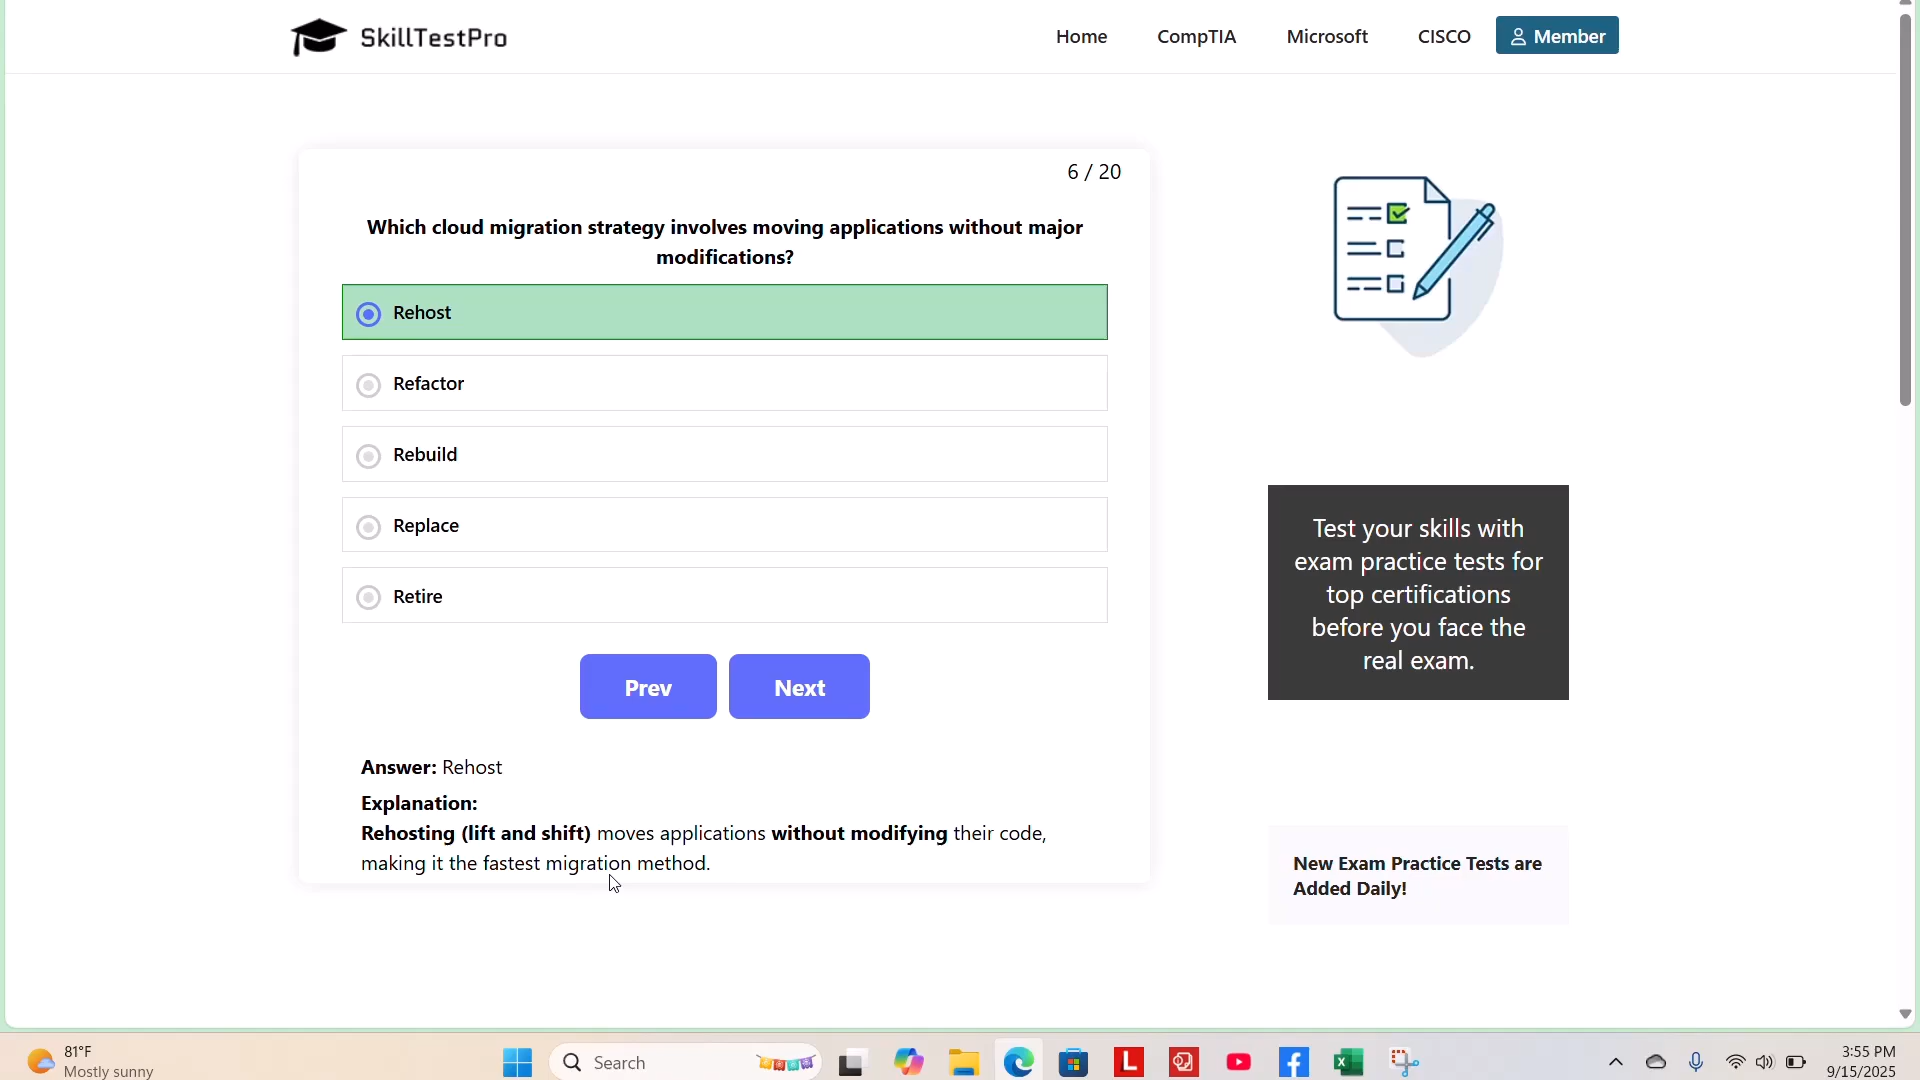 SkillTestPro
Home CompTIA Microsoft CISCO Member
6 / 20
Which cloud migration strategy involves moving applications without major
modifications?
Rehost
Refactor
Rebuild
Replace
Retire
Prev Next
Answer: Rehost
Explanation:
Rehosting (lift and shift) moves applications without modifying their code,
making it the fastest migration method.
Test your skills with
exam practice tests for
top certifications
before you face the
real exam.
New Exam Practice Tests are
Added Daily!
81°F
Mostly sunny
Search
3:55 PM
9/15/2025